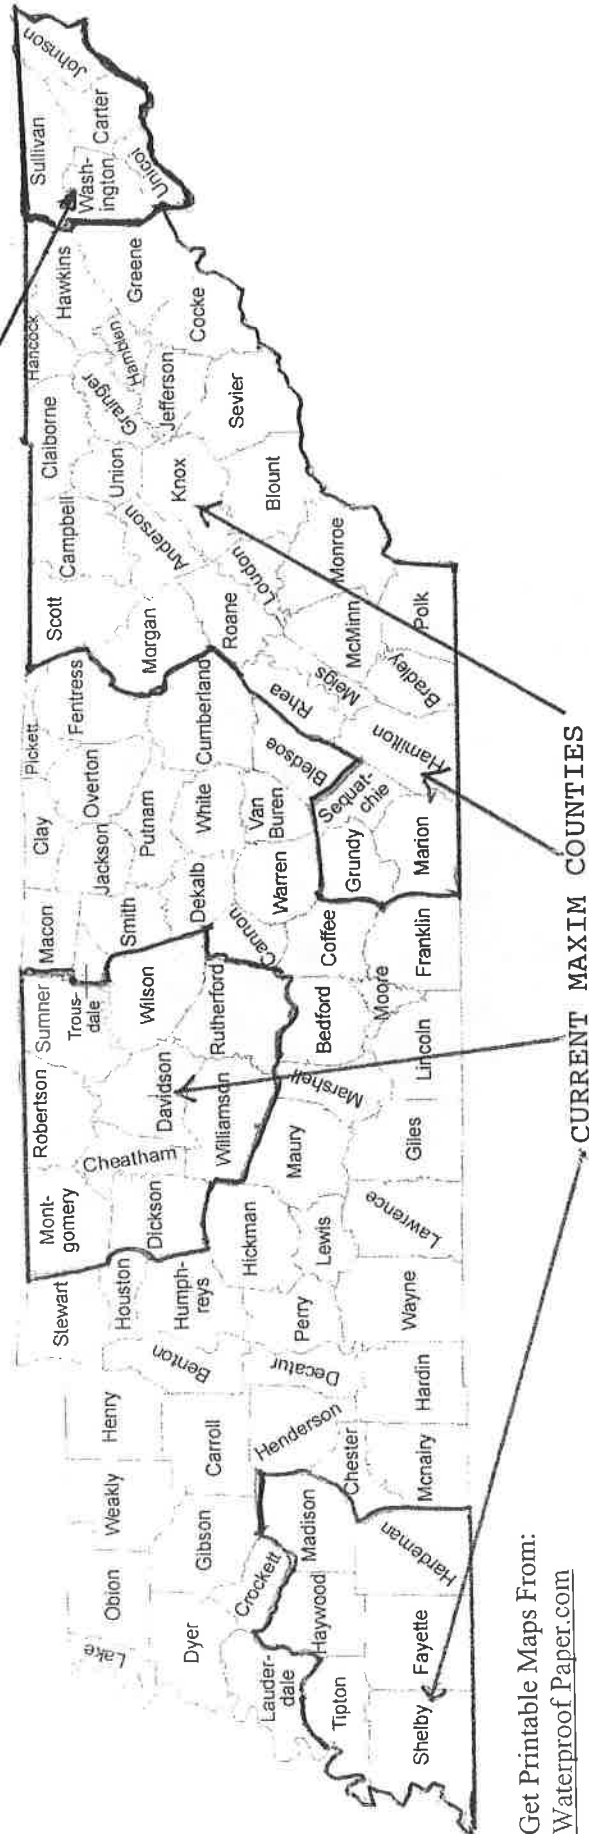 Johnson
Sullivan
Carter
Wash-
ington
Unicoi
Hancock
Hawkins
Greene
Hamblen
Cocke
Claiborne
Grainger
Jefferson
Sevier
Union
Knox
Blount
Campbell
Anderson
Loudon
Monroe
Scott
Morgan
Roane
McMinn
Polk
Meigs
Bradley
Rhea
Hamilton
Pickett
Fentress
Cumberland
Bledsoe
Sequat-
chie
Clay
Overton
Jackson
Putnam
White
Van
Buren
Warren
Grundy
Marion
Macon
Smith
Dekalb
Cannon
Coffee
Franklin
Sumner
Trous-
dale
Wilson
Rutherford
Bedford
Moore
Lincoln
Robertson
Davidson
Cheatham
Williamson
Marshell
Maury
Giles
Mont-
gomery
Dickson
Hickman
Lewis
Lawrence
Stewart
Houston
Humph-
reys
Perry
Wayne
Benton
Decatur
Hardin
Henry
Carroll
Henderson
Chester
Mcnairy
Weakly
Gibson
Madison
Hardeman
Obion
Crockett
Haywood
Fayette
Lake
Dyer
Lauder-
dale
Tipton
Shelby
CURRENT MAXIM COUNTIES
Get Printable Maps From:
Waterproof Paper.com